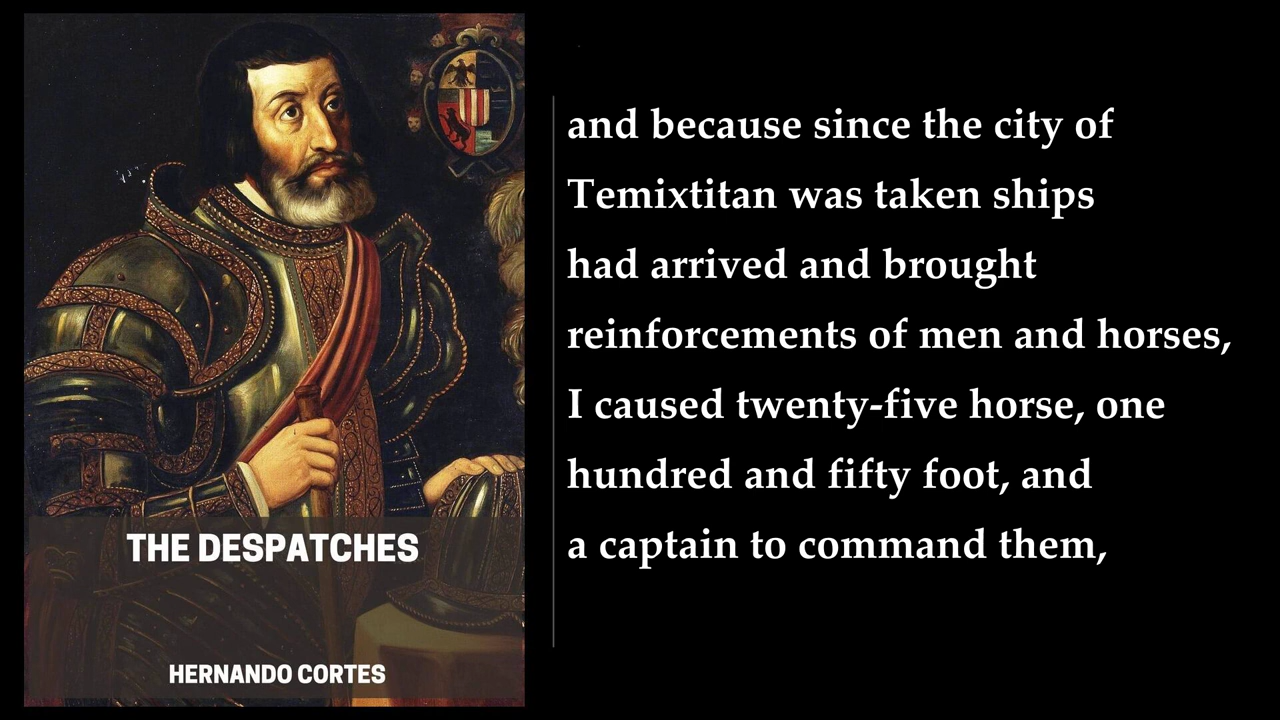 THE DESPATCHES
HERNANDO CORTES
and because since the city of
Temixtitan was taken ships
had arrived and brought
reinforcements of men and horses,
I caused twenty-five horse, one
hundred and fifty foot, and
a captain to command them,